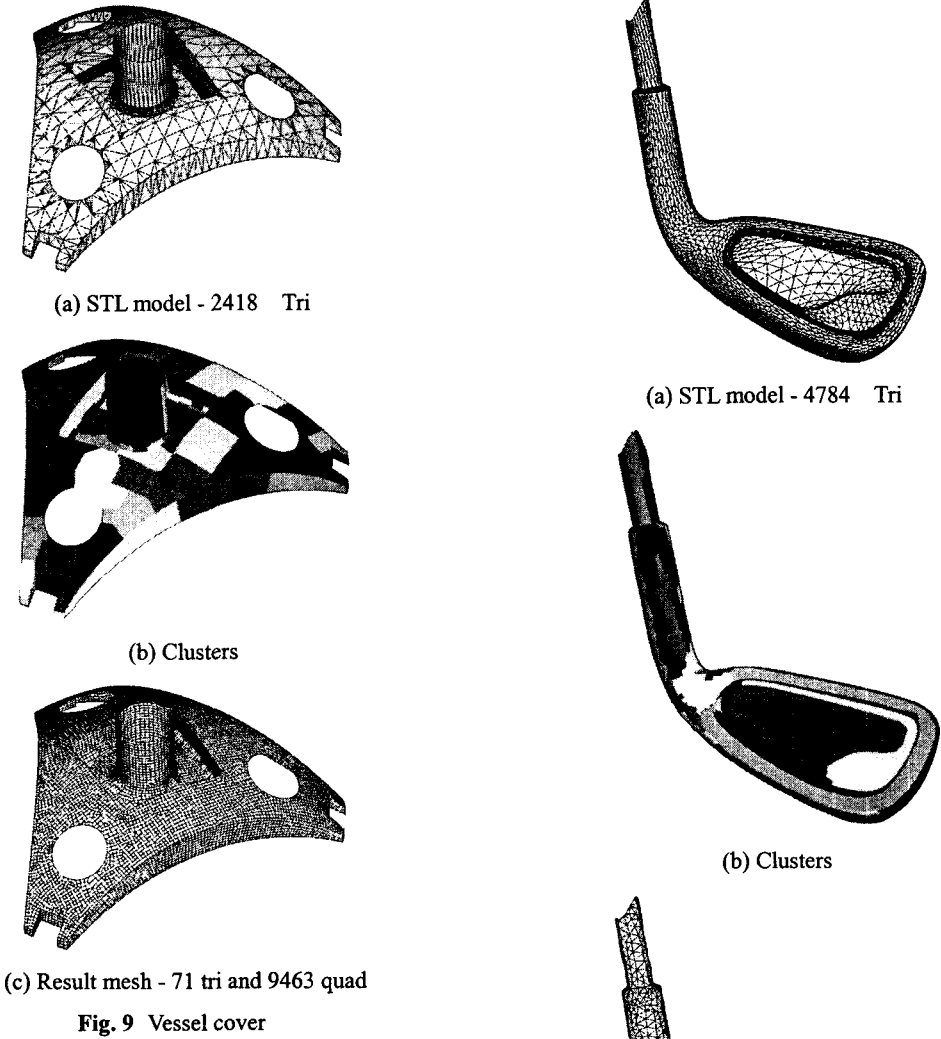 (a) STL model - 2418 Tri
(b) Clusters
(c) Result mesh - 71 tri and 9463 quad
Fig. 9 Vessel cover
(a) STL model - 4784 Tri
(b) Clusters